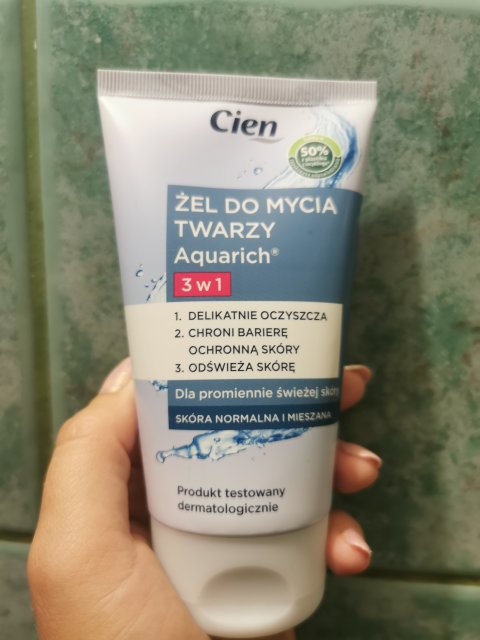 Cien
50%
ŻEL DO MYCIA
TWARZY
Aquarich®
3 w 1
1. DELIKATNIE OCZYSZCZA
2. CHRONI BARIERĘ
OCHRONNĄ SKÓRY
3. ODŚWIEŻA SKÓRĘ
Dla promiennie świeżej skóry
SKÓRA NORMALNA I MIESZANA
Produkt testowany
dermatologicznie